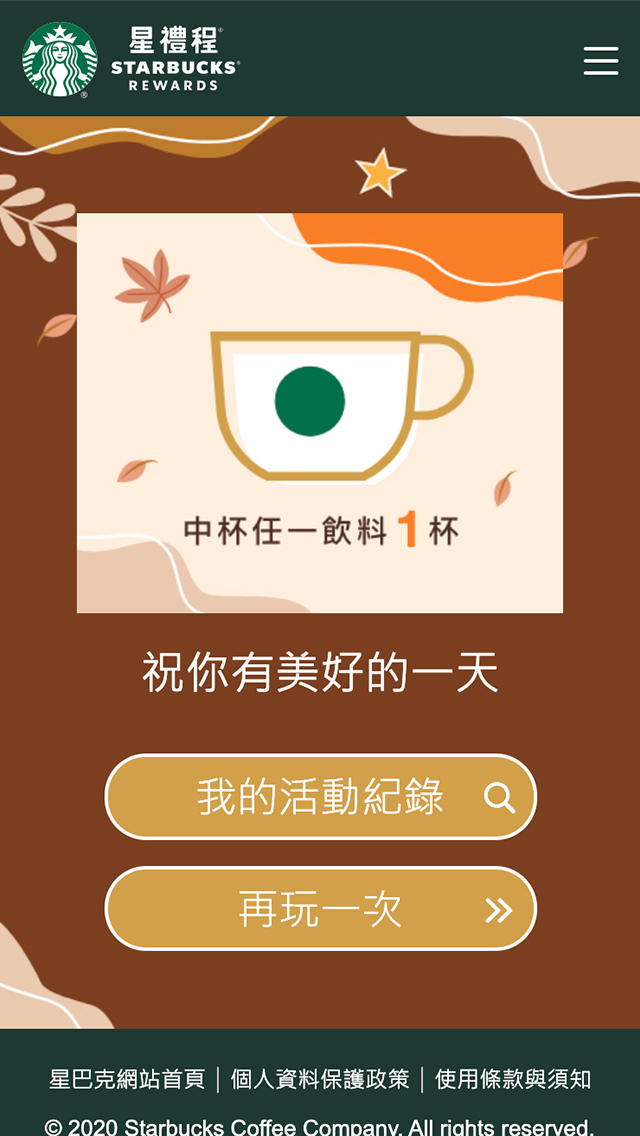 星禮程®
STARBUCKS®
REWARDS
®
中杯任一飲料1杯
祝你有美好的一天
我的活動紀錄
再玩一次
星巴克網站首頁│個人資料保護政策│使用條款與須知
© 2020 Starbucks Coffee Company. All rights reserved.